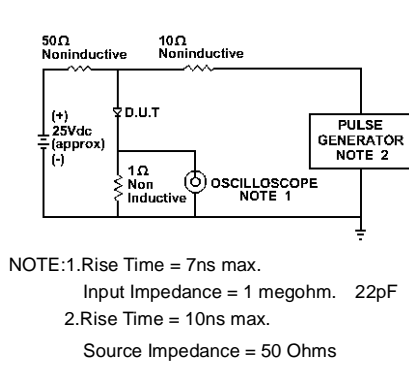 50Ω
Noninductive
10Ω
Noninductive
(+)
25Vdc
(approx)
(-)
D.U.T
1Ω
Non
Inductive
OSCILLOSCOPE
NOTE 1
PULSE
GENERATOR
NOTE 2
NOTE:1.Rise Time = 7ns max.
Input Impedance = 1 megohm. 22pF
2.Rise Time = 10ns max.
Source Impedance = 50 Ohms